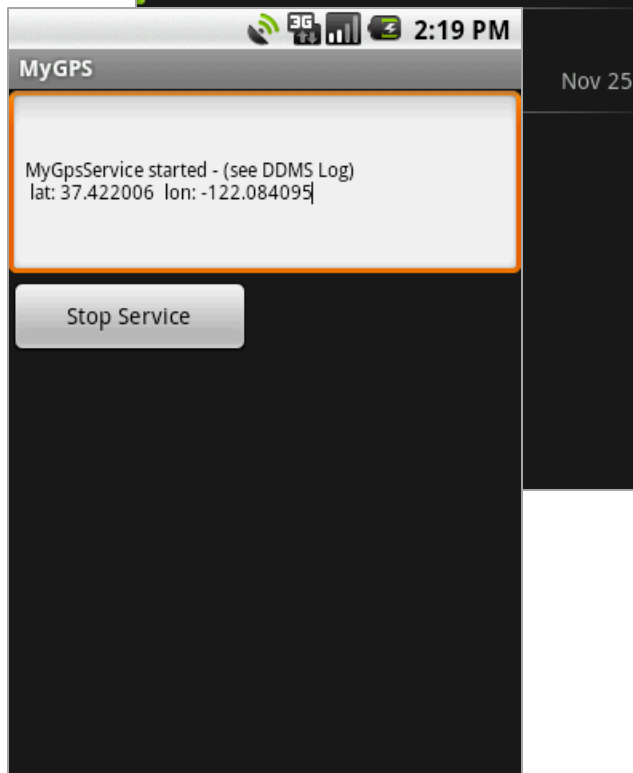 3G 2:19 PM
MyGPS
Nov 25
MyGpsService started - (see DDMS Log)
lat: 37.422006 lon: -122.084095
Stop Service